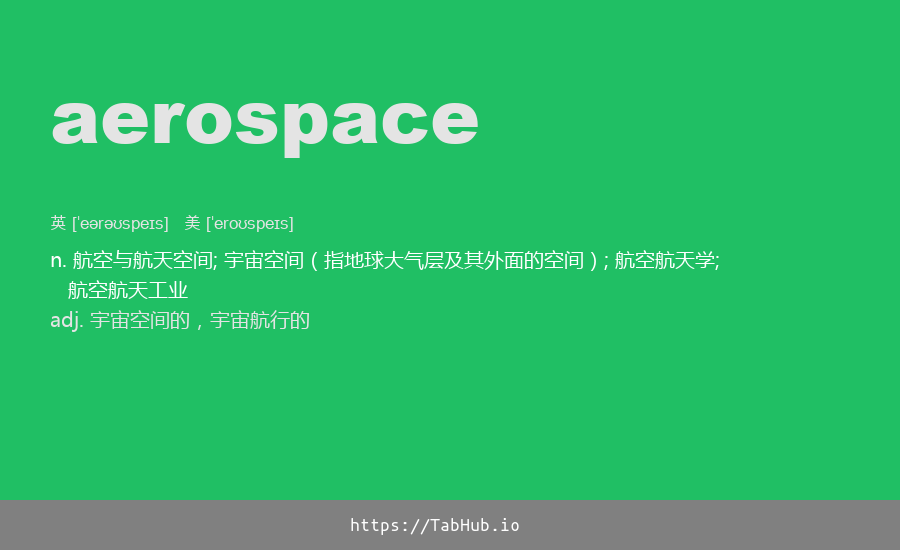 aerospace
英 [ˈeərəʊspeɪs] 美 [ˈeroʊspeɪs]
n. 航空与航天空间; 宇宙空间（指地球大气层及其外面的空间）; 航空航天学;
航空航天工业
adj. 宇宙空间的，宇宙航行的
https://TabHub.io